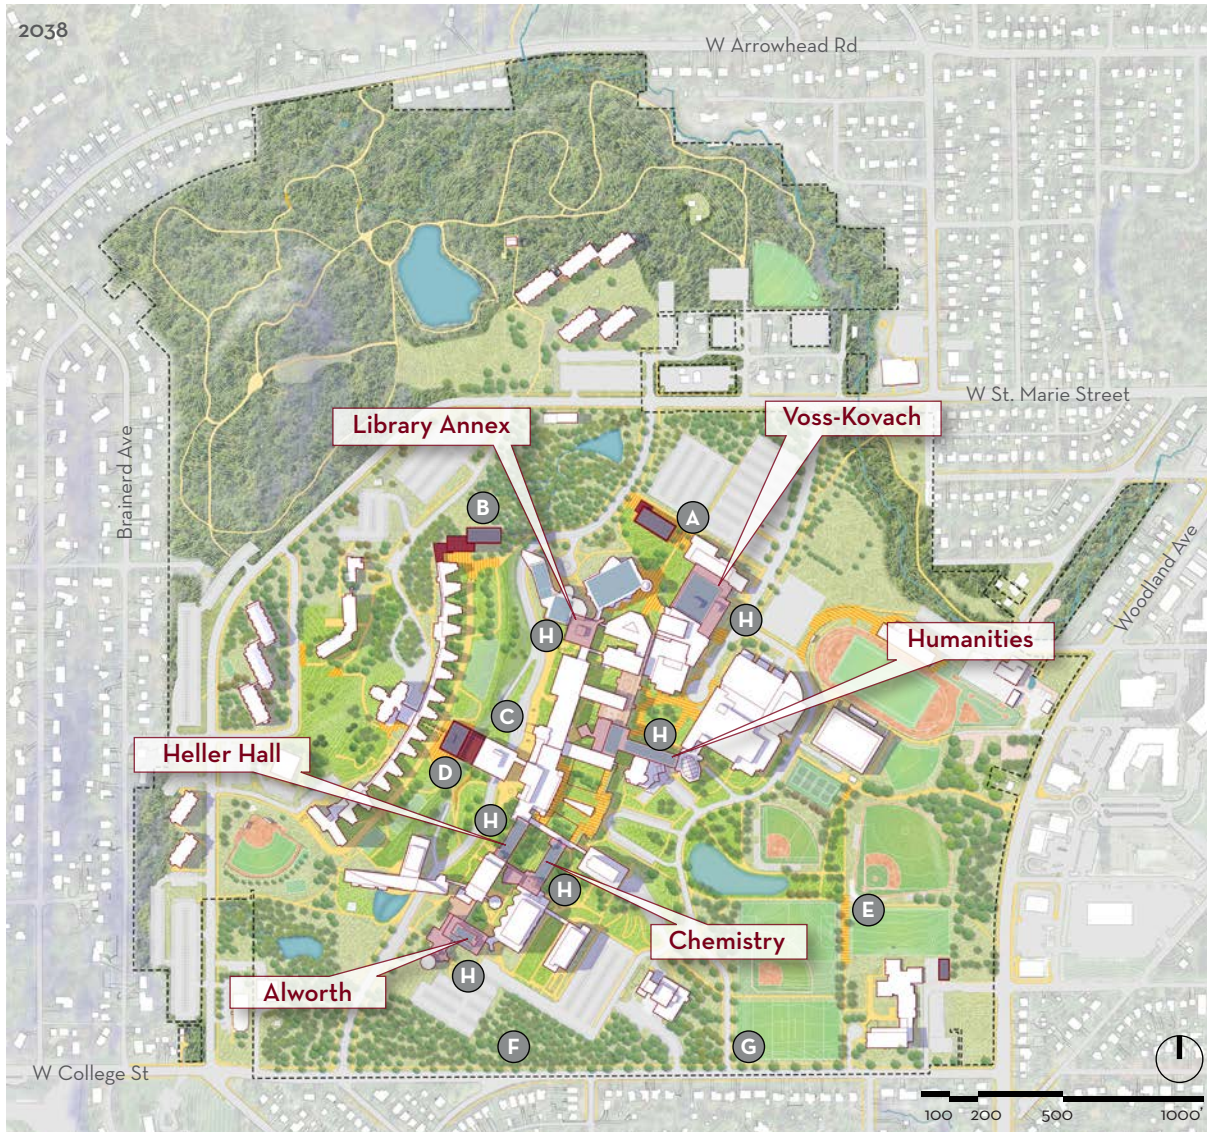 2038
W Arrowhead Rd
W St. Marie Street
Voss-Kovach
Library Annex
Brainerd Ave
B
A
Woodland Ave
H
H
Humanities
C
H
Heller Hall
D
H
H
E
Chemistry
H
Alworth
F
G
W College St
100 200 500 1000'